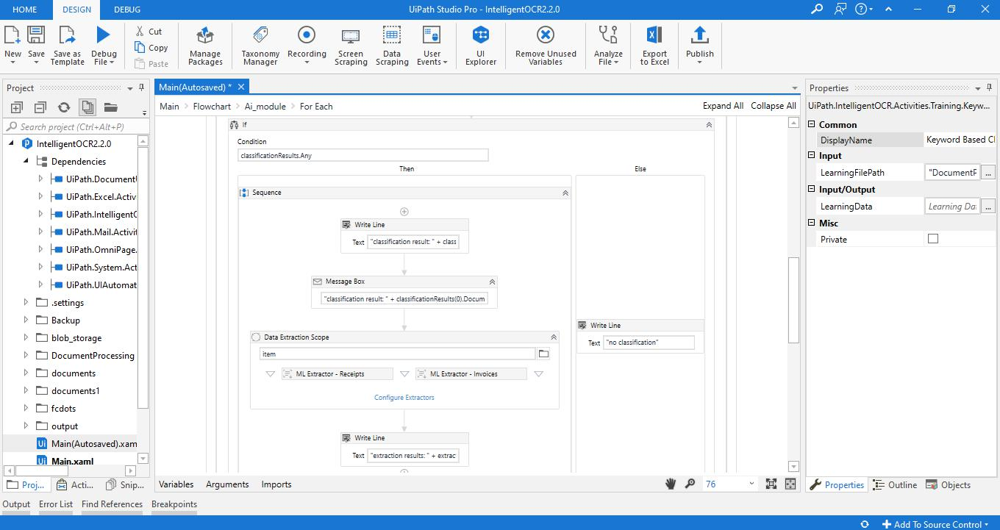 HOME DESIGN DEBUG UiPath Studio Pro - IntelligentOCR2.2.0
New Save Save as Template Debug File Cut Copy Paste Manage Packages Taxonomy Manager Recording Screen Scraping Data Scraping User Events UI Explorer Remove Unused Variables Analyze File Export to Excel Publish
Project
Search project (Ctrl+Alt+P)
IntelligentOCR2.2.0
Dependencies
UiPath.Document
UiPath.Excel.Activ
UiPath.Intelligent
UiPath.Mail.Activit
UiPath.OmniPage.
UiPath.System.Act
UiPath.UIAutomat
.settings
Backup
blob_storage
DocumentProcessing
documents
documents1
fcdots
output
Main(Autosaved).xam
Main.xaml
Proj... Acti... Snip...
Main(Autosaved) *
Main > Flowchart > Ai_module > For Each Expand All Collapse All
If
Condition
classificationResults.Any
Then Else
Sequence
Write Line
Text "classification result: " + class
Message Box
"classification result: " + classificationResults(0).Docum
Write Line
Text "no classification"
Data Extraction Scope
item
ML Extractor - Receipts ML Extractor - Invoices
Configure Extractors
Write Line
Text "extraction results: " + extrac
Variables Arguments Imports 76
Properties
UiPath.IntelligentOCR.Activities.Training.Keyw...
Common
DisplayName Keyword Based Cl
Input
LearningFilePath "DocumentP ...
Input/Output
LearningData Learning Da ...
Misc
Private
Properties Outline Objects
Output Error List Find References Breakpoints
Add To Source Control